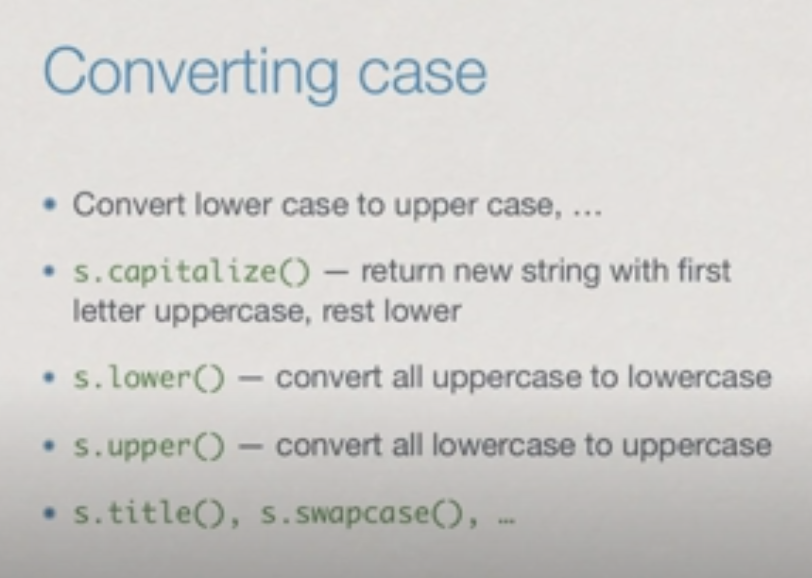 Converting case
• Convert lower case to upper case, …
• s.capitalize() — return new string with first
letter uppercase, rest lower
• s.lower() — convert all uppercase to lowercase
• s.upper() — convert all lowercase to uppercase
• s.title(), s.swapcase(), …